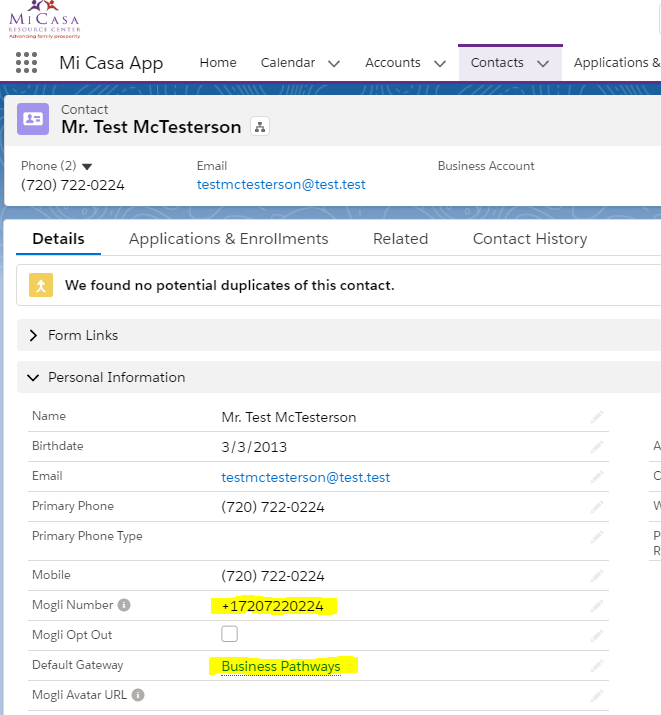 MI CASA
RESOURCE CENTER
Advancing family prosperity
Mi Casa App
Home
Calendar
Accounts
Contacts
Applications &
Contact
Mr. Test McTesterson
Phone (2)
Email
Business Account
(720) 722-0224
testmctesterson@test.test
Details
Applications & Enrollments
Related
Contact History
We found no potential duplicates of this contact.
Form Links
Personal Information
Name
Mr. Test McTesterson
Birthdate
3/3/2013
A
Email
testmctesterson@test.test
C
Primary Phone
(720) 722-0224
W
Primary Phone Type
P
R
Mobile
(720) 722-0224
Mogli Number
+17207220224
Mogli Opt Out
Default Gateway
Business Pathways
Mogli Avatar URL